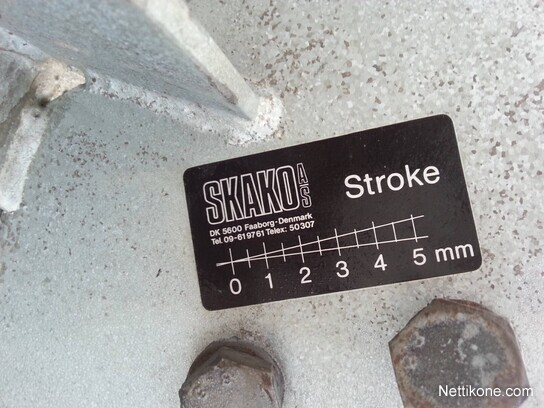 SKAKO A/S
Stroke
DK 5600 Faaborg-Denmark
Tel. 09-619761 Telex: 50307
0 1 2 3 4 5 mm
Nettikone.com